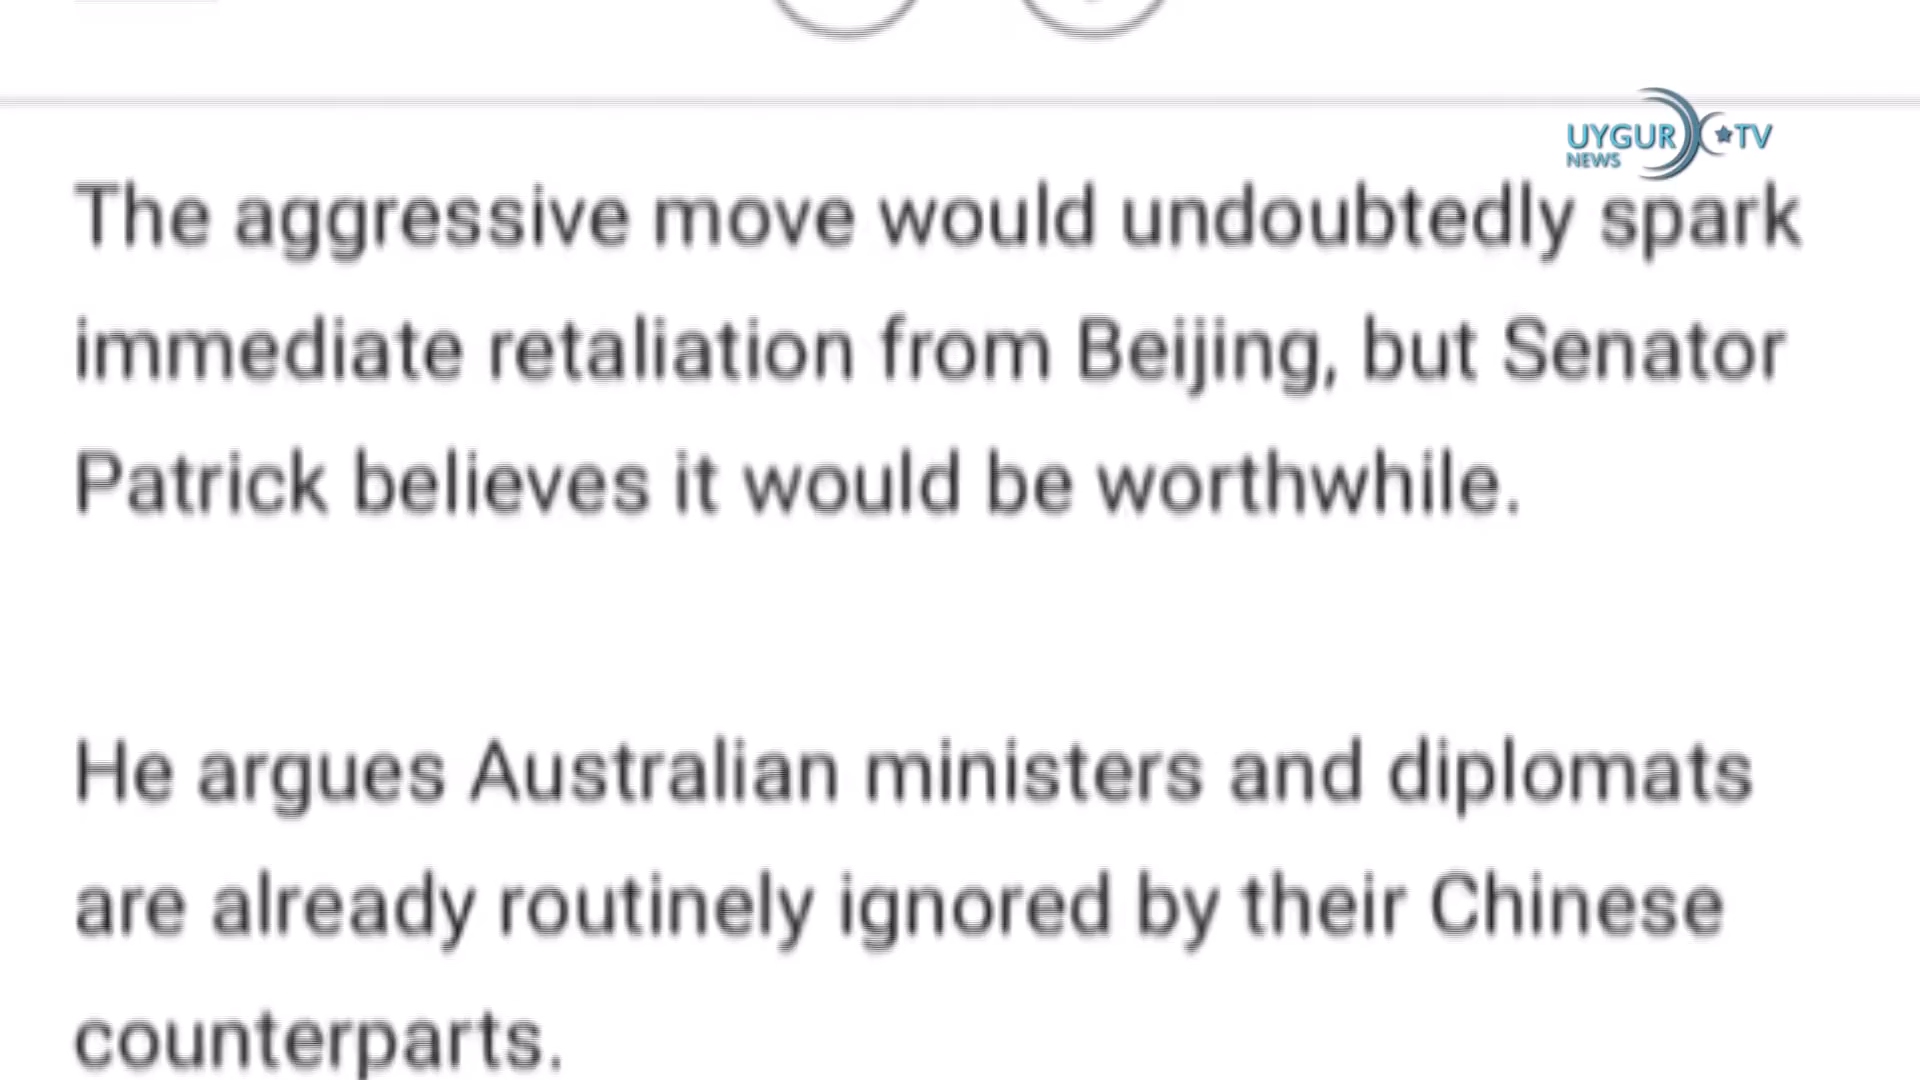 UYGUR TV
NEWS
The aggressive move would undoubtedly spark
immediate retaliation from Beijing, but Senator
Patrick believes it would be worthwhile.
He argues Australian ministers and diplomats
are already routinely ignored by their Chinese
counterparts.